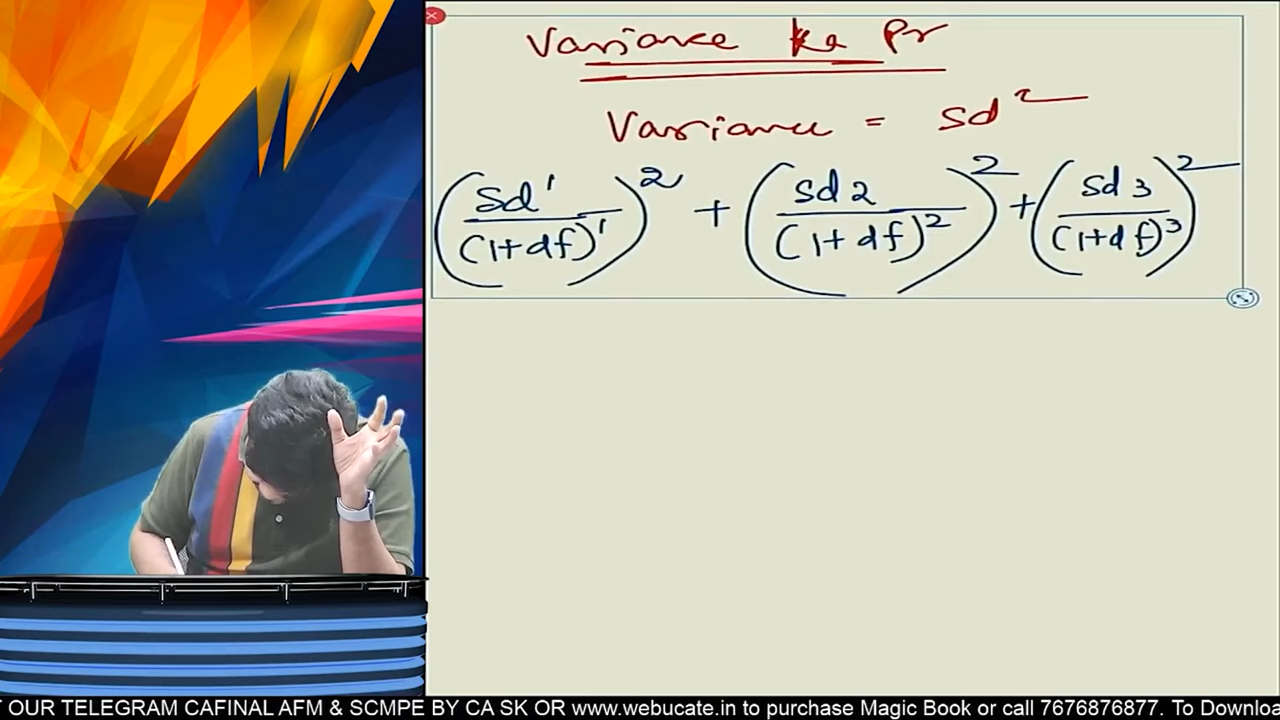 Variance ka Pr
Variance = sd²
(sd1/(1+df)¹)² + (sd2/(1+df)²)² + (sd3/(1+df)³)²
T OUR TELEGRAM CAFINAL AFM & SCMPE BY CA SK OR www.webucate.in to purchase Magic Book or call 7676876877. To Downloa